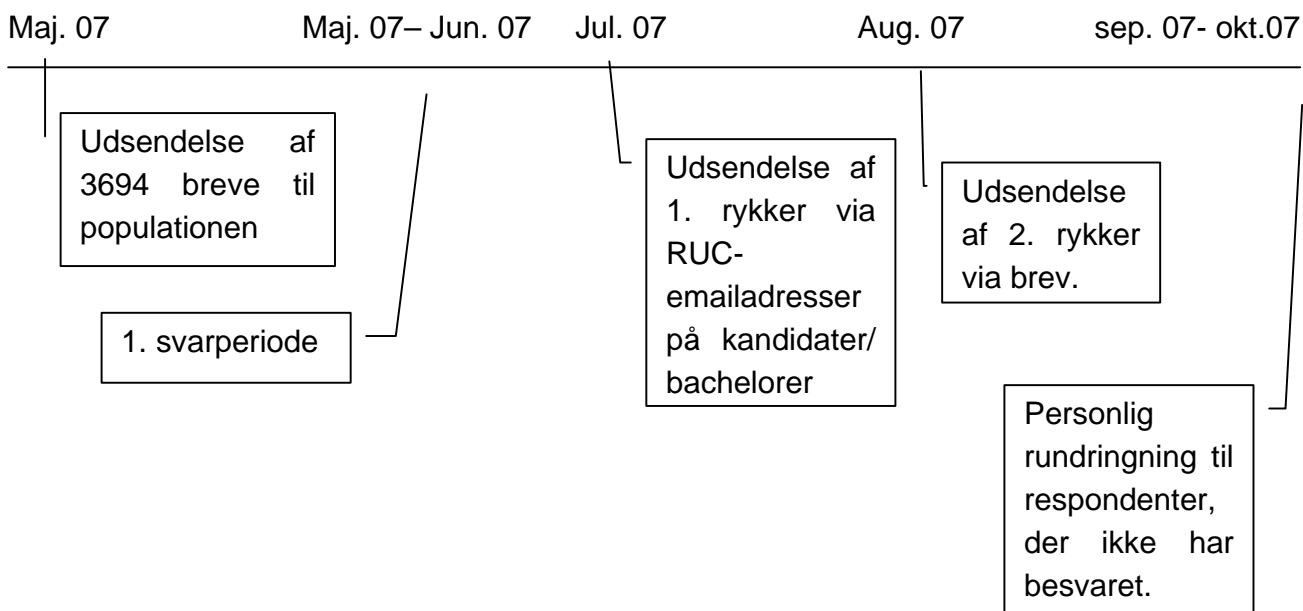 Maj. 07 Maj. 07– Jun. 07 Jul. 07 Aug. 07 sep. 07- okt.07
Udsendelse af
3694 breve til
populationen
1. svarperiode
Udsendelse af
1. rykker via
RUC-
emailadresser
på kandidater/
bachelorer
Udsendelse
af 2. rykker
via brev.
Personlig
rundringning til
respondenter,
der ikke har
besvaret.